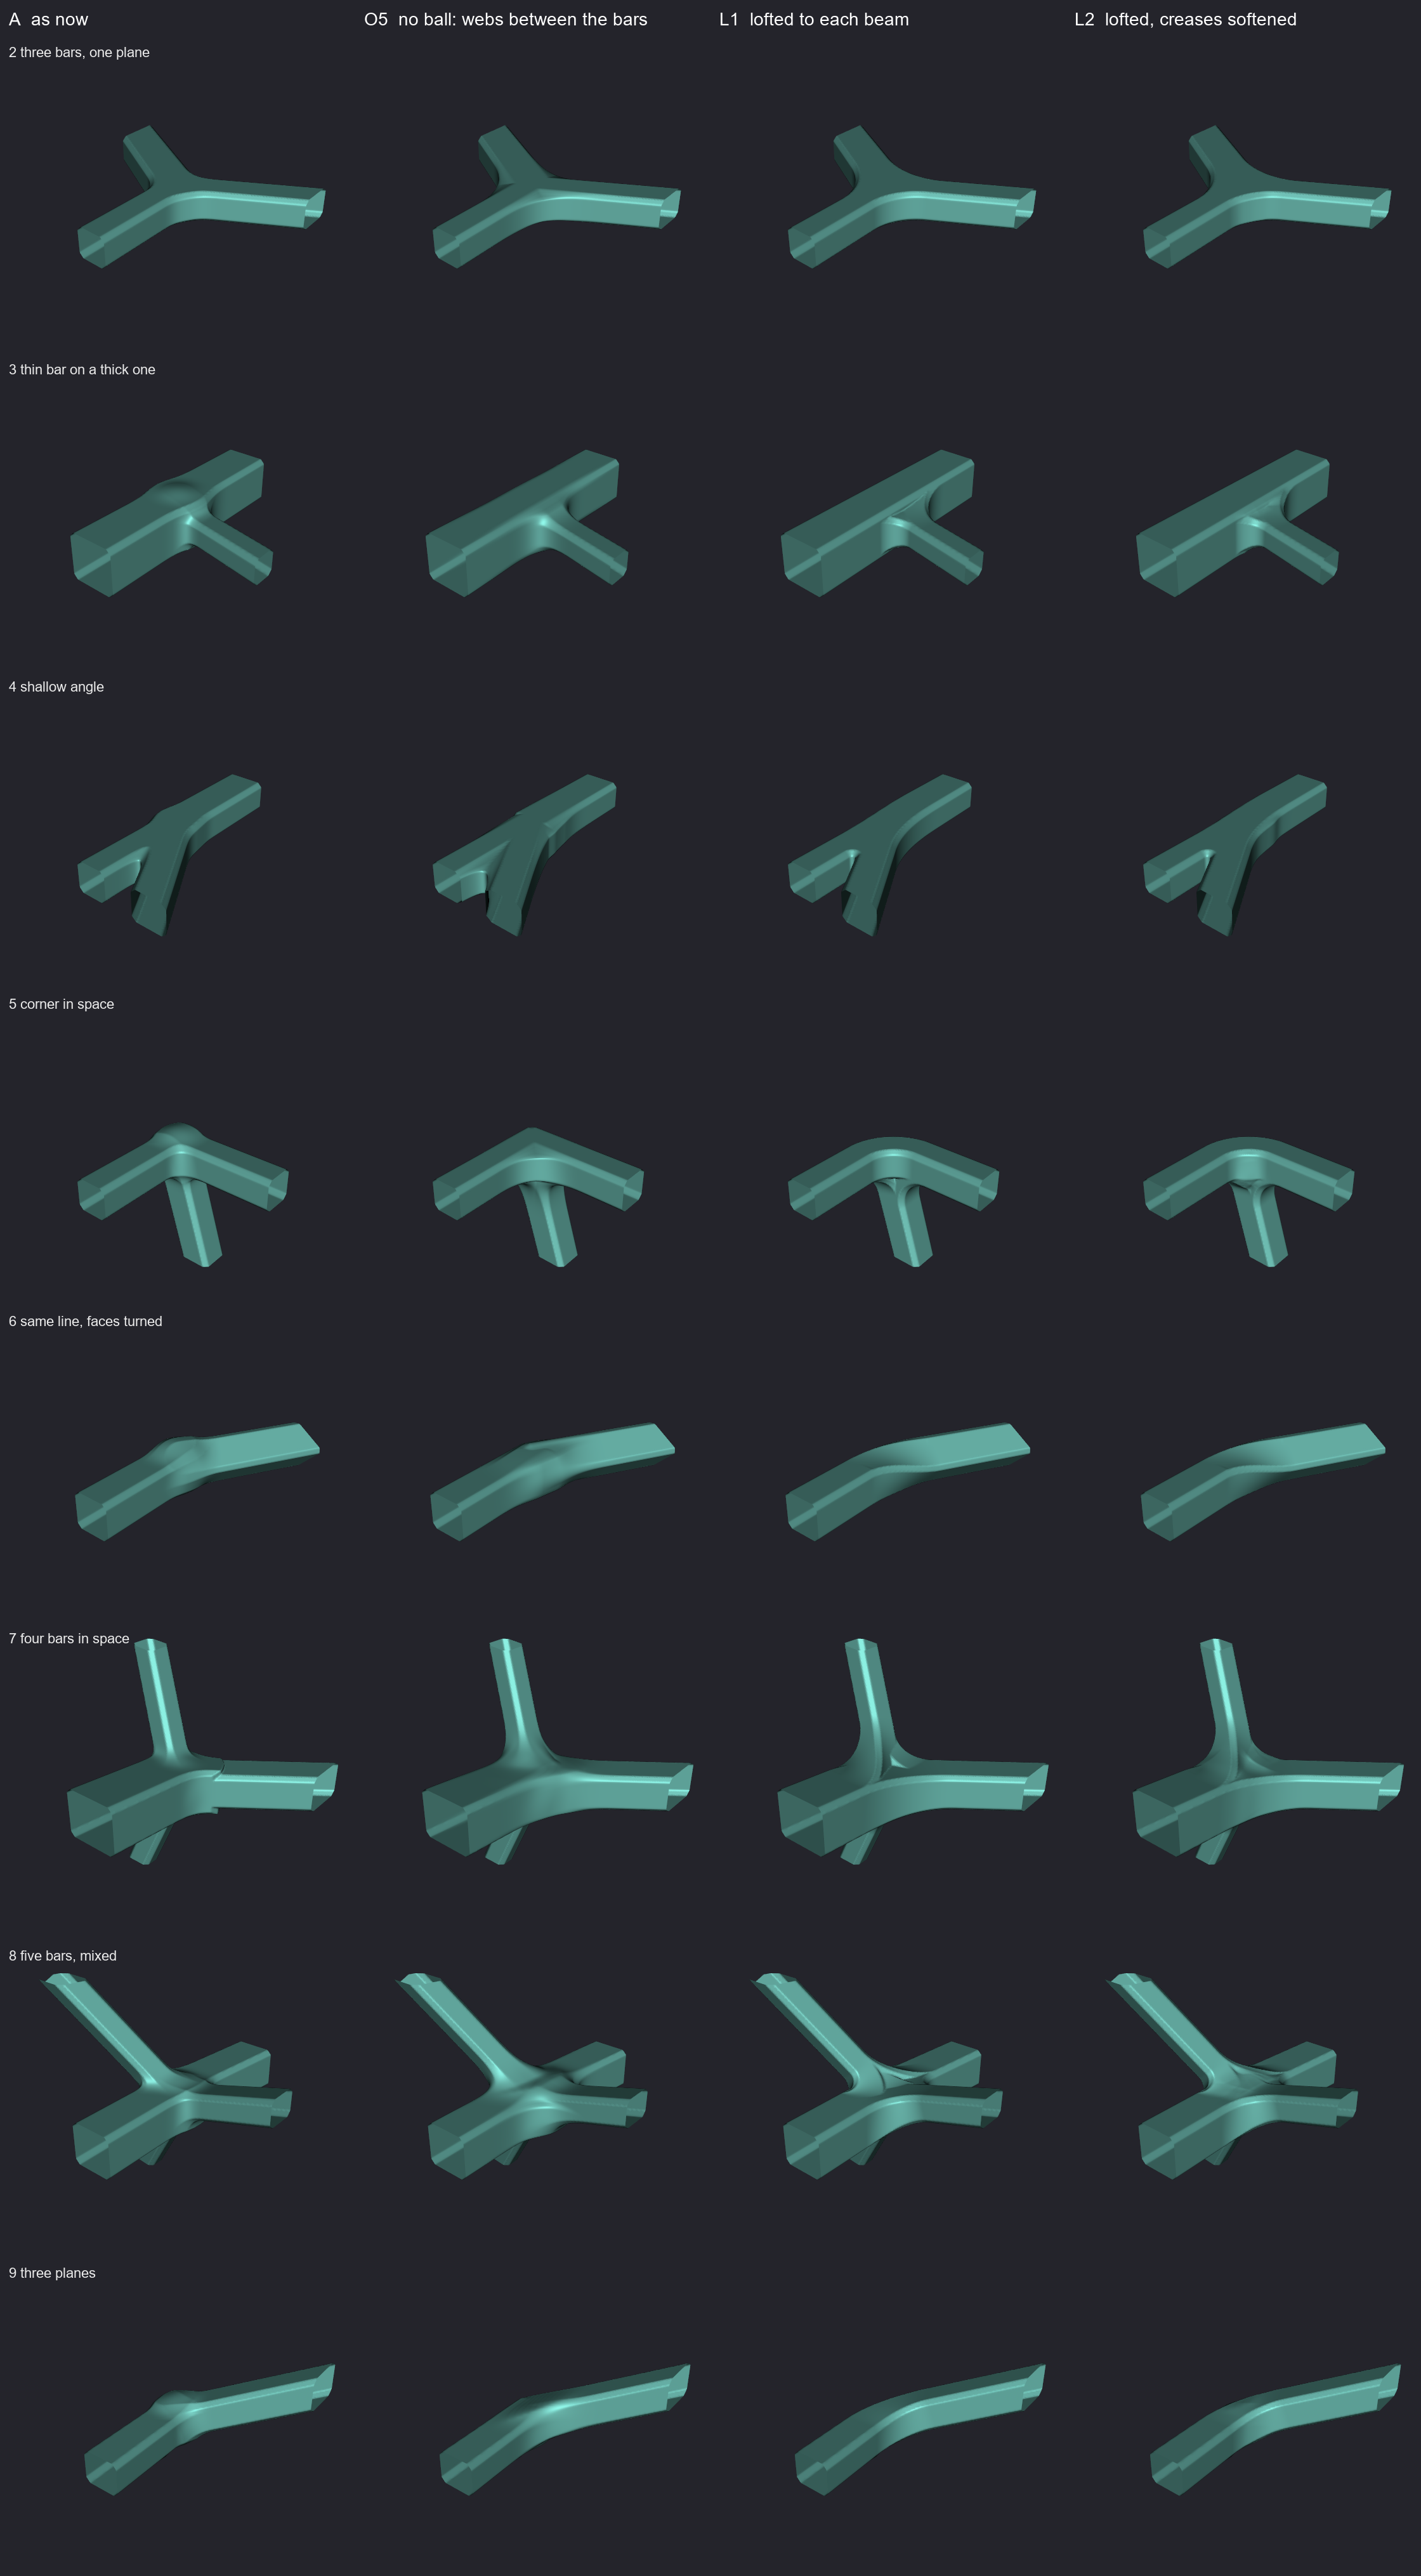 A  as now
O5  no ball: webs between the bars
L1  lofted to each beam
L2  lofted, creases softened
2 three bars, one plane
3 thin bar on a thick one
4 shallow angle
5 corner in space
6 same line, faces turned
7 four bars in space
8 five bars, mixed
9 three planes